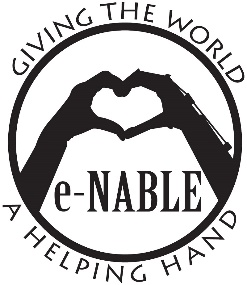 GIVING THE WORLD
e-NABLE
A HELPING HAND